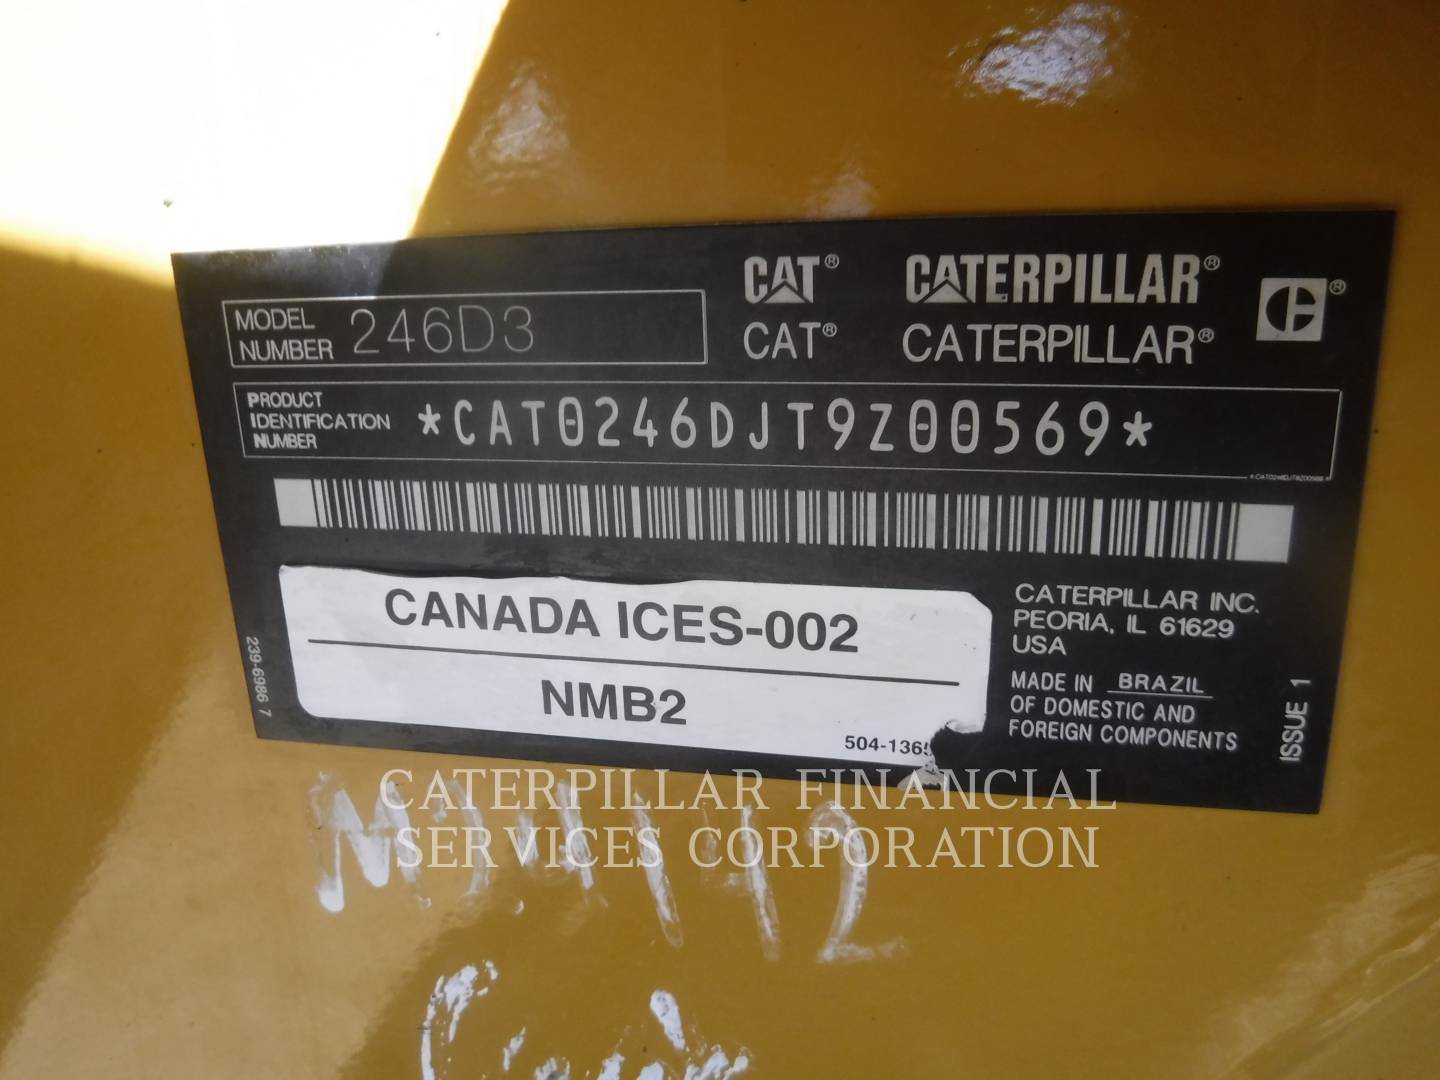 MODEL NUMBER 246D3
CAT® CATERPILLAR®
CAT® CATERPILLAR®
PRODUCT IDENTIFICATION NUMBER *CAT0246DJT9Z00569*
*CAT0246DJT9Z00569*
CANADA ICES-002
NMB2
504-136
239-6986 7
CATERPILLAR INC.
PEORIA, IL 61629
USA
MADE IN BRAZIL
OF DOMESTIC AND
FOREIGN COMPONENTS
ISSUE 1
CATERPILLAR FINANCIAL
SERVICES CORPORATION